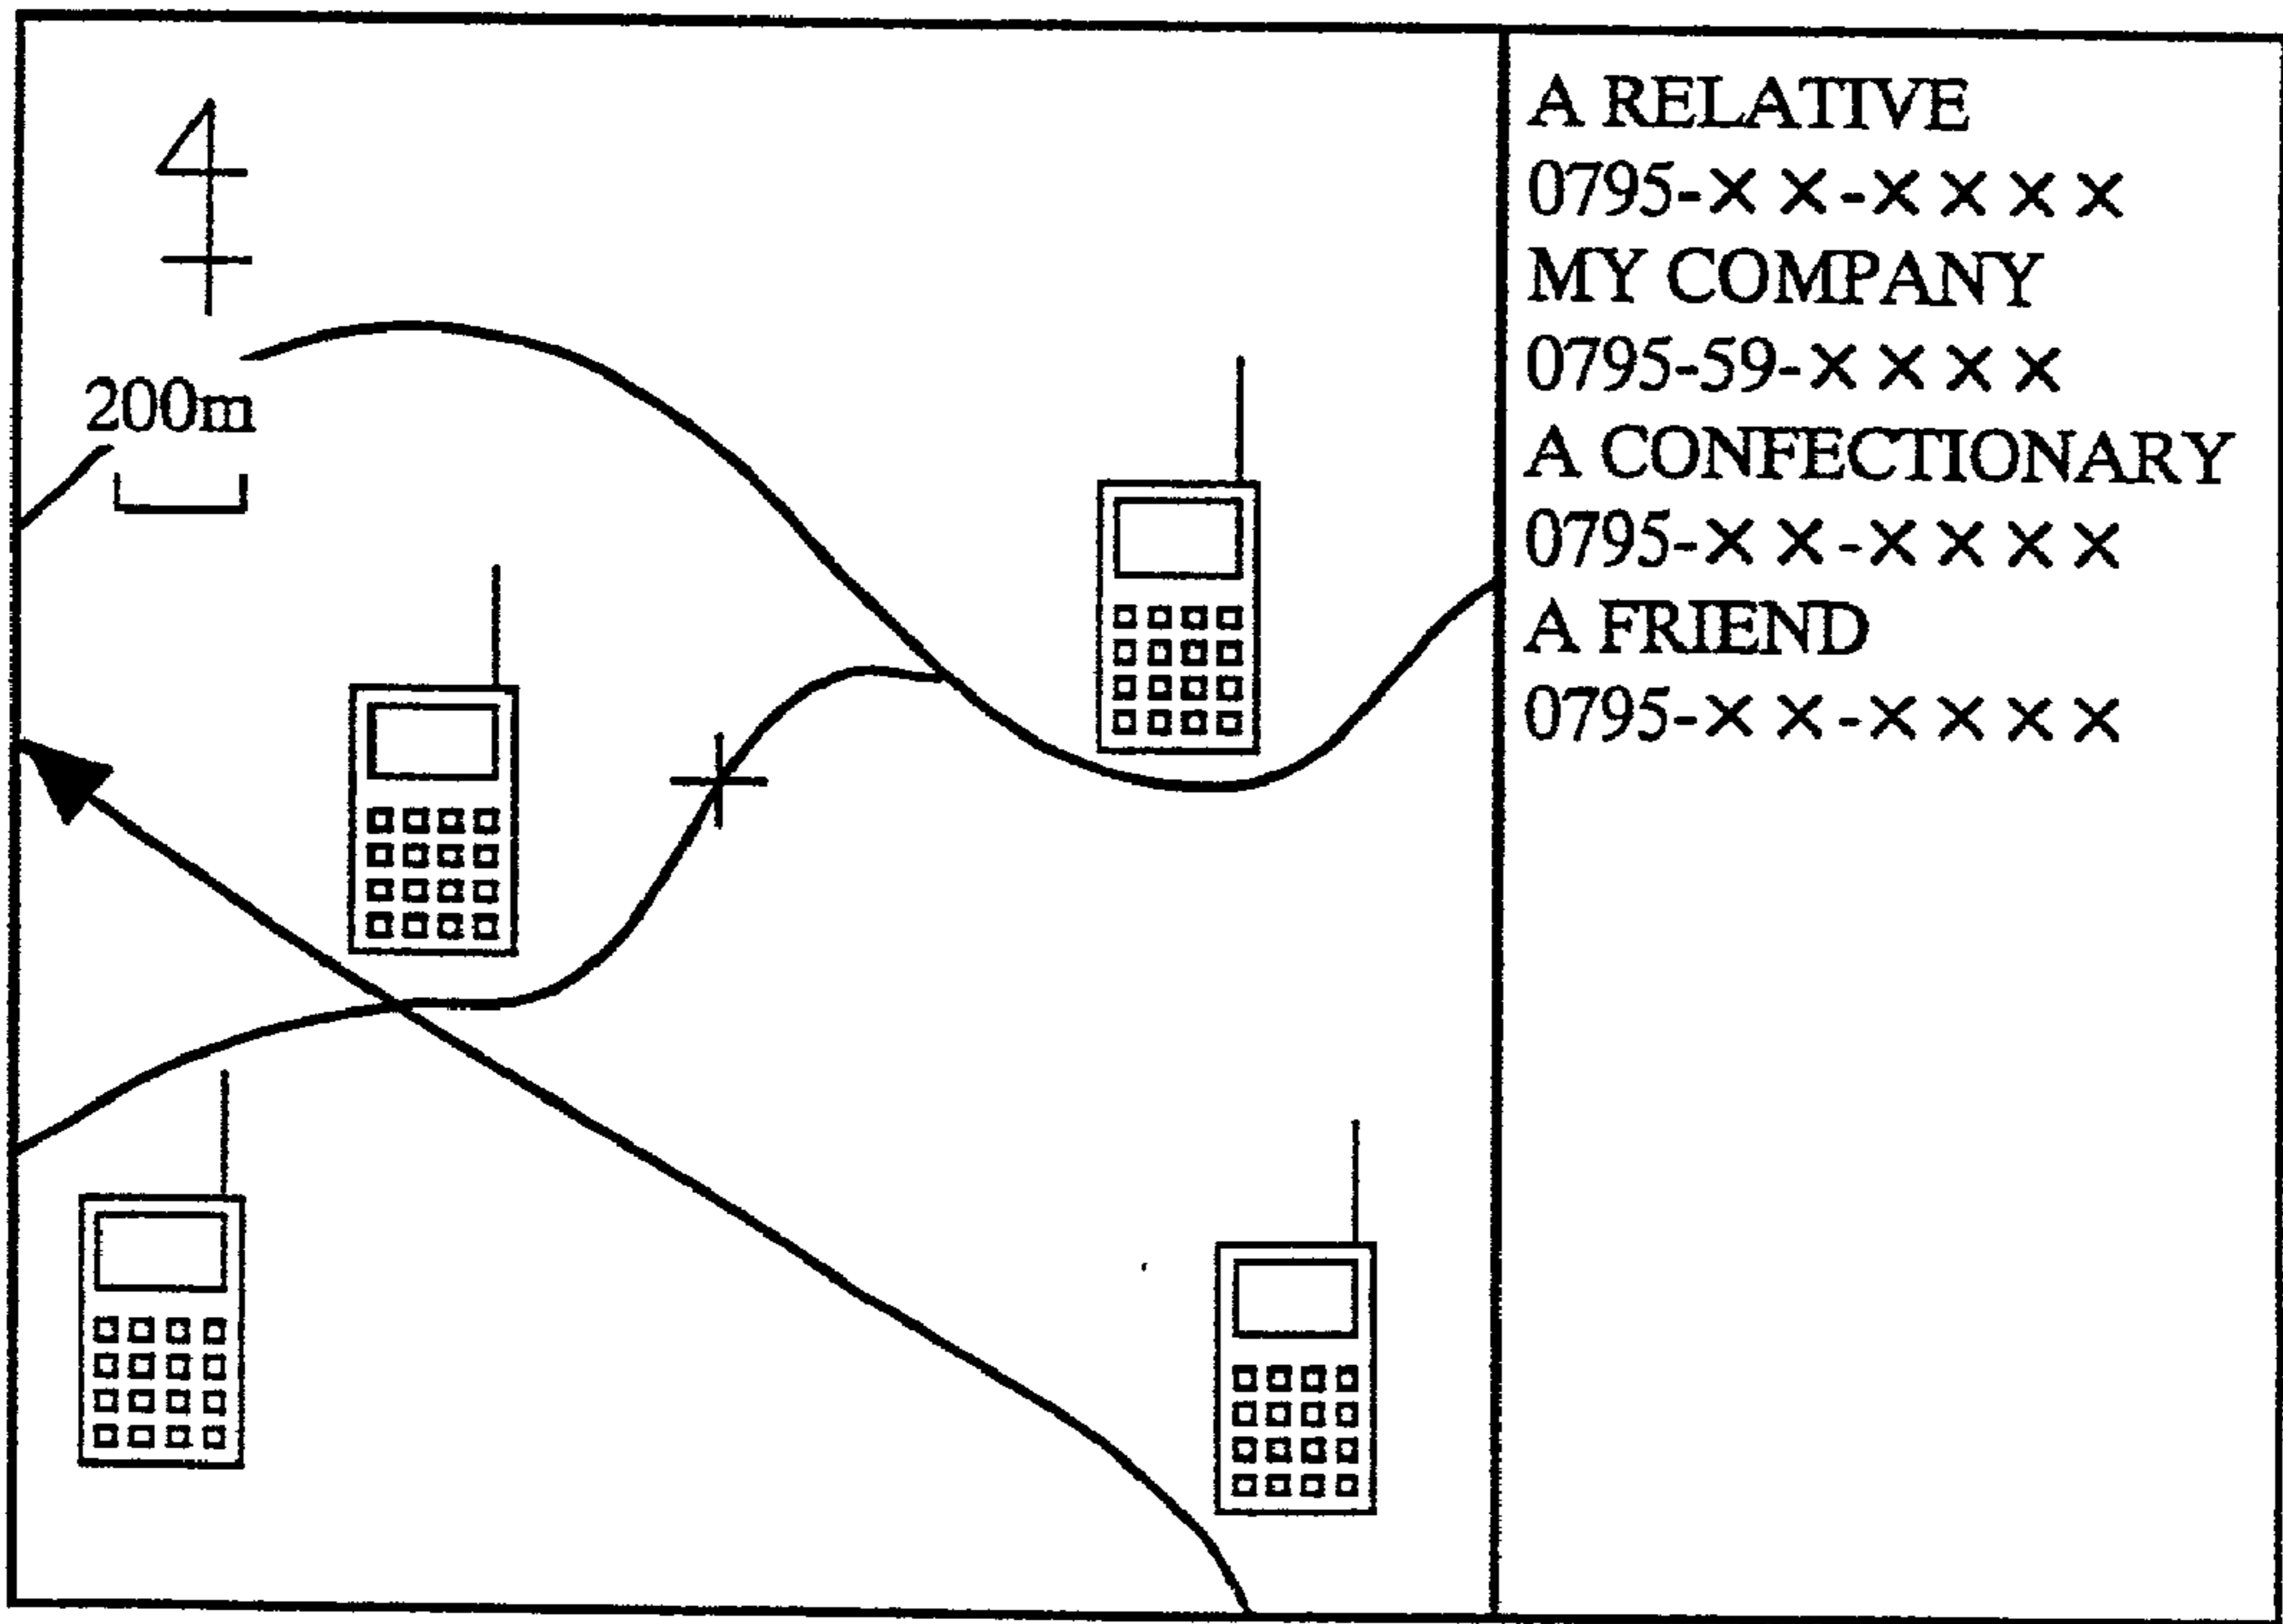 200m
A RELATIVE
0795-××-××××
MY COMPANY
0795-59-××××
A CONFECTIONARY
0795-××-××××
A FRIEND
0795-××-××××